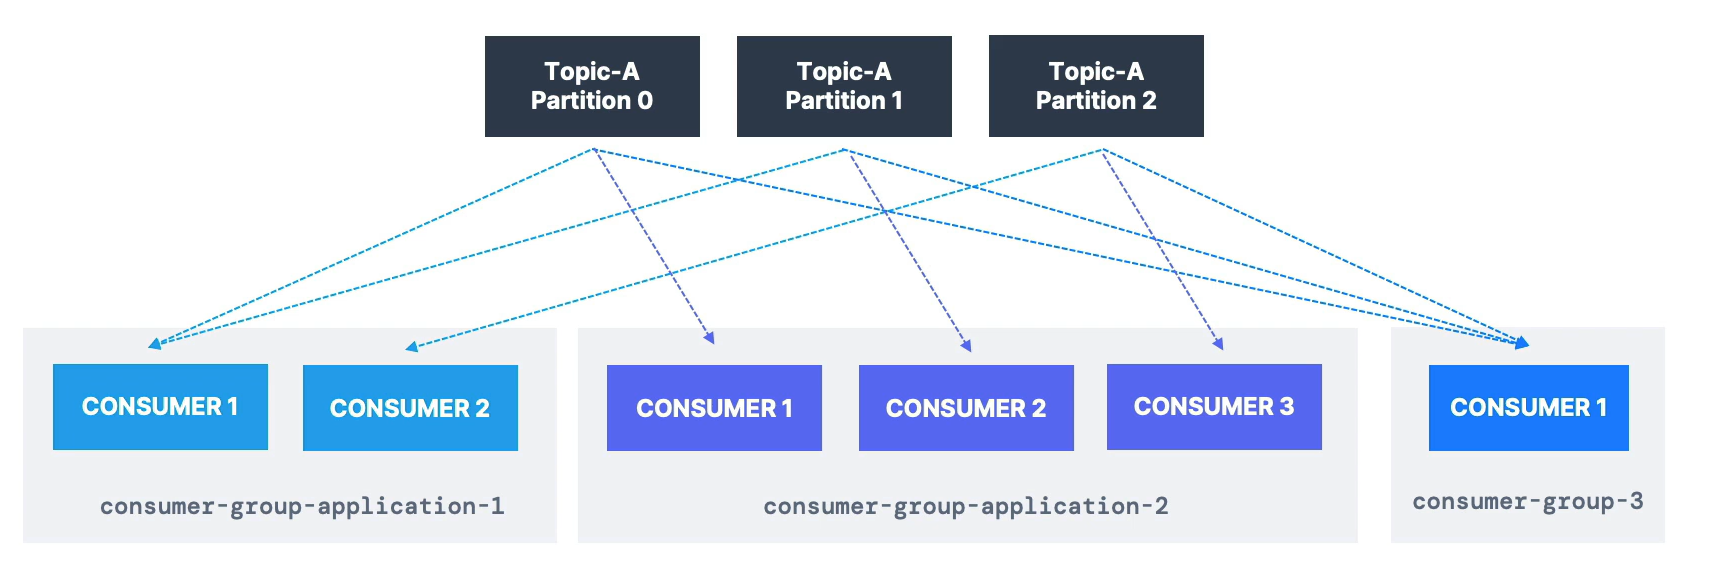 Topic-A
Partition 0
Topic-A
Partition 1
Topic-A
Partition 2
CONSUMER 1
CONSUMER 2
consumer-group-application-1
CONSUMER 1
CONSUMER 2
CONSUMER 3
consumer-group-application-2
CONSUMER 1
consumer-group-3